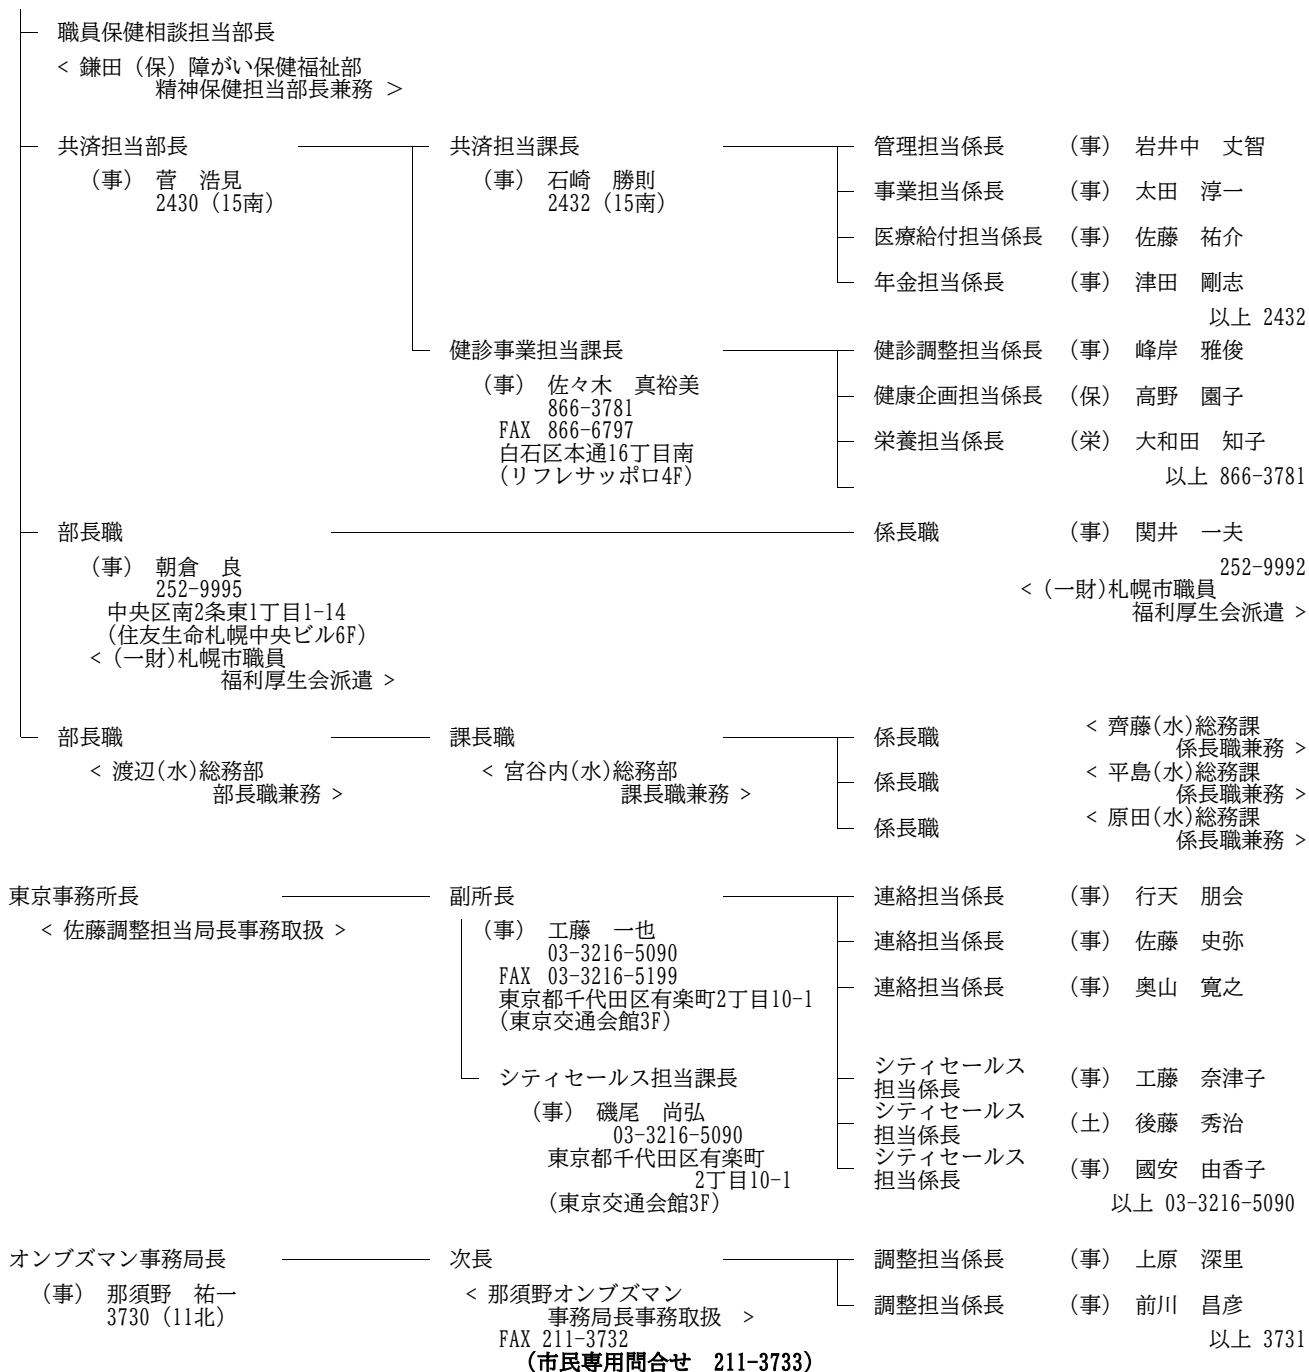 職員保健相談担当部長
< 鎌田（保）障がい保健福祉部
精神保健担当部長兼務 ＞
共済担当部長
（事） 菅　浩見
2430（15南）
共済担当課長
（事） 石崎　勝則
2432（15南）
管理担当係長 （事） 岩井中　丈智
事業担当係長 （事） 太田　淳一
医療給付担当係長 （事） 佐藤　祐介
年金担当係長 （事） 津田　剛志
以上 2432
健診事業担当課長
（事） 佐々木　真裕美
866-3781
FAX 866-6797
白石区本通16丁目南
(リフレサッポロ4F)
健診調整担当係長 （事） 峰岸　雅俊
健康企画担当係長 （保） 高野　園子
栄養担当係長 （栄） 大和田　知子
以上 866-3781
部長職
（事） 朝倉　良
252-9995
中央区南2条東1丁目1-14
(住友生命札幌中央ビル6F)
< (一財)札幌市職員
福利厚生会派遣 >
係長職 （事） 関井　一夫
252-9992
< (一財)札幌市職員
福利厚生会派遣 >
部長職
< 渡辺(水)総務部
部長職兼務 >
課長職
< 宮谷内(水)総務部
課長職兼務 >
係長職 < 齊藤(水)総務課
係長職兼務 >
係長職 < 平島(水)総務課
係長職兼務 >
係長職 < 原田(水)総務課
係長職兼務 >
東京事務所長
< 佐藤調整担当局長事務取扱 >
副所長
（事） 工藤　一也
03-3216-5090
FAX 03-3216-5199
東京都千代田区有楽町2丁目10-1
(東京交通会館3F)
連絡担当係長 （事） 行天　朋会
連絡担当係長 （事） 佐藤　史弥
連絡担当係長 （事） 奥山　寛之
シティセールス担当課長
（事） 磯尾　尚弘
03-3216-5090
東京都千代田区有楽町
2丁目10-1
(東京交通会館3F)
シティセールス
担当係長 （事） 工藤　奈津子
シティセールス
担当係長 （土） 後藤　秀治
シティセールス
担当係長 （事） 國安　由香子
以上 03-3216-5090
オンブズマン事務局長
（事） 那須野　祐一
3730（11北）
次長
< 那須野オンブズマン
事務局長事務取扱 >
FAX 211-3732
（市民専用問合せ　211-3733）
調整担当係長 （事） 上原　深里
調整担当係長 （事） 前川　昌彦
以上 3731